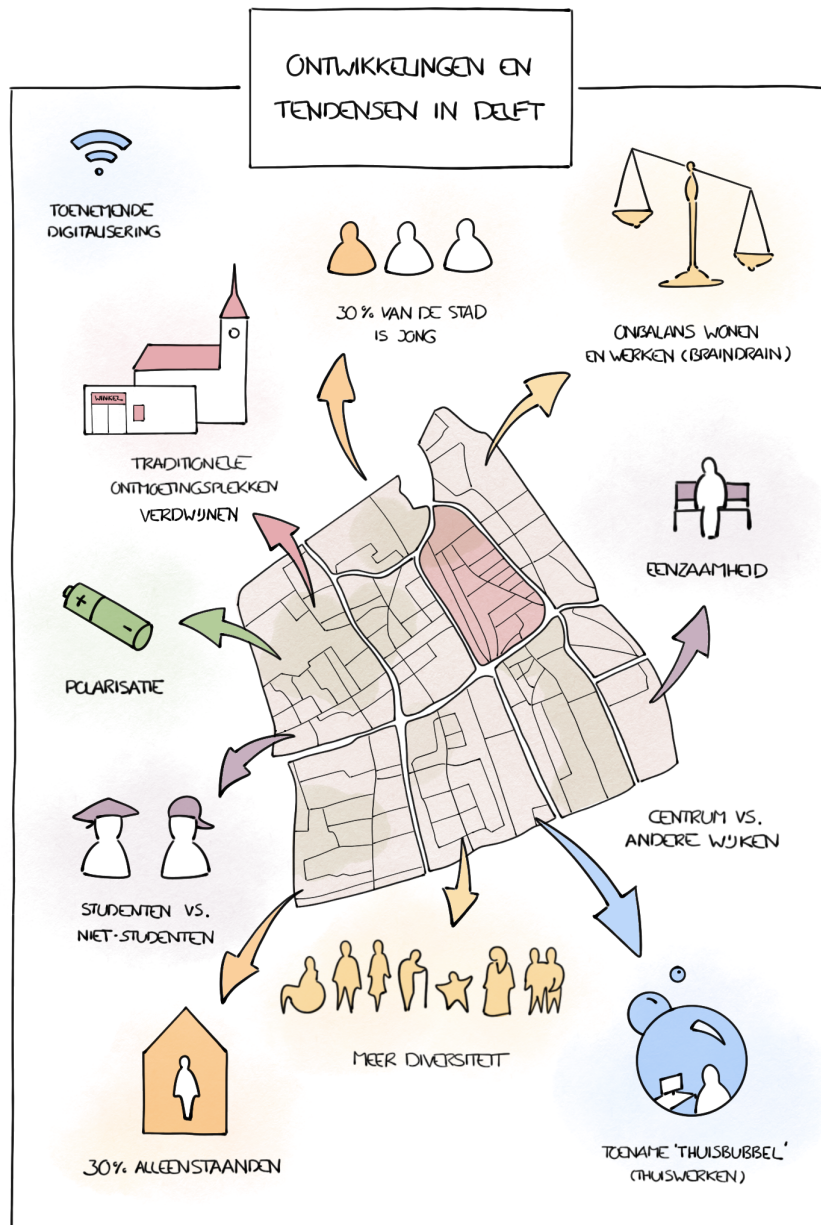 ONTWIKKELINGEN EN
TENDENSEN IN DELFT
TOENEMENDE
DIGITALISERING
30% VAN DE STAD
IS JONG
ONBALANS WONEN
EN WERKEN (BRAINDRAIN)
WINKEL
TRADITIONELE
ONTMOETINGSPLEKKEN
VERDWIJNEN
EENZAAMHEID
+
-
POLARISATIE
CENTRUM VS.
ANDERE WIJKEN
STUDENTEN VS.
NIET-STUDENTEN
MEER DIVERSITEIT
30% ALLEENSTAANDEN
TOENAME 'THUISBUBBEL'
(THUISWERKEN)